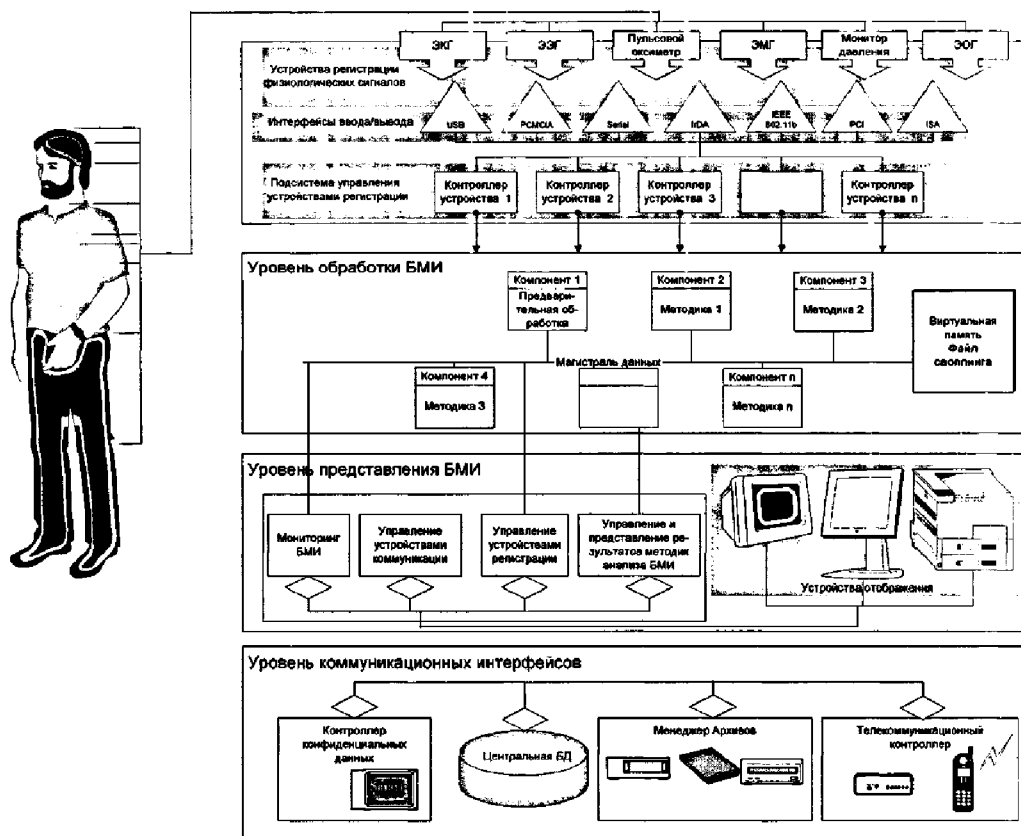 ЭКГ
ЭЭГ
Пульсовой
оксиметр
ЭМГ
Монитор
давления
ЭОГ
Устройства регистрации
физиологических сигналов
Интерфейсы ввода/вывода
USB
PCMCIA
Serial
IrDA
IEEE
802.11b
PCI
ISA
Подсистема управления
устройствами регистрации
Контроллер
устройства 1
Контроллер
устройства 2
Контроллер
устройства 3
Контроллер
устройства n
Уровень обработки БМИ
Компонент 1
Предвари-
тельная об-
работка
Компонент 2
Методика 1
Компонент 3
Методика 2
Виртуальная
память
Файл
своппинга
Магистраль данных
Компонент 4
Методика 3
Компонент n
Методика n
Уровень представления БМИ
Мониторинг
БМИ
Управление
устройствами
коммуникации
Управление
устройствами
регистрации
Управление и
представление ре-
зультатов методик
анализа БМИ
Устройства отображения
Уровень коммуникационных интерфейсов
Контроллер
конфиденциальных
данных
Центральная БД
Менеджер Архивов
Телекоммуникационный
контроллер